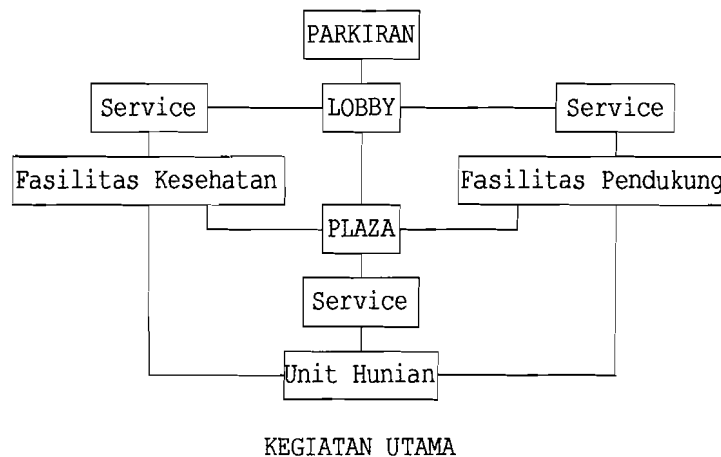 PARKIRAN
Service
LOBBY
Service
Fasilitas Kesehatan
Fasilitas Pendukung
PLAZA
Service
Unit Hunian
KEGIATAN UTAMA